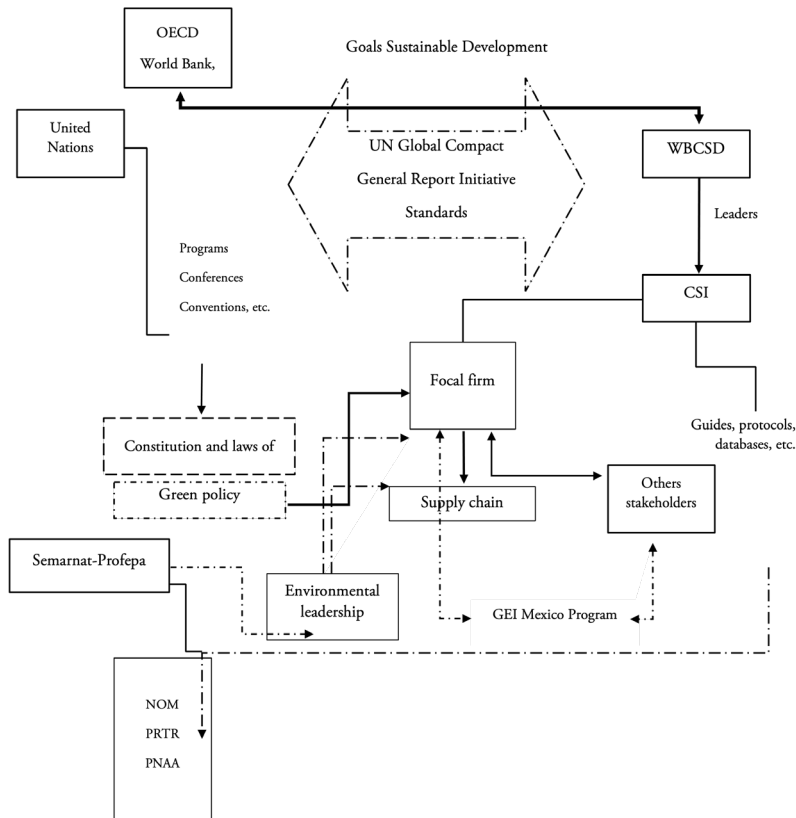 OECD
World Bank,
Goals Sustainable Development
United
Nations
UN Global Compact
General Report Initiative
Standards
WBCSD
Leaders
Programs
Conferences
Conventions, etc.
CSI
Focal firm
Guides, protocols,
databases, etc.
Constitution and laws of
Green policy
Supply chain
Others
stakeholders
Semarnat-Profepa
Environmental
leadership
GEI Mexico Program
NOM
PRTR
PNAA